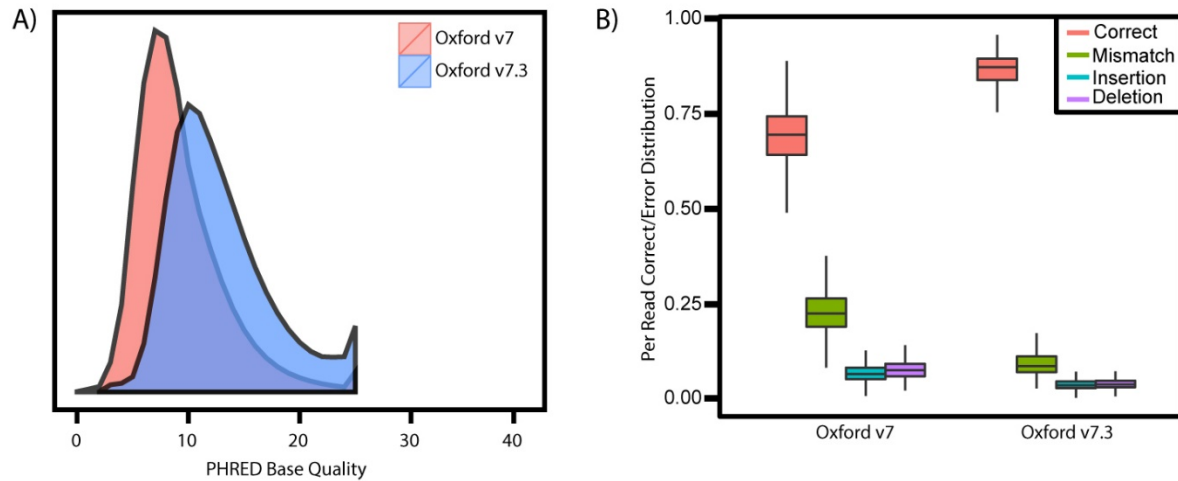 A)
Oxford v7
Oxford v7.3
0 10 20 30 40
PHRED Base Quality
B)
Per Read Correct/Error Distribution
1.00
0.75
0.50
0.25
0.00
Correct
Mismatch
Insertion
Deletion
Oxford v7 Oxford v7.3